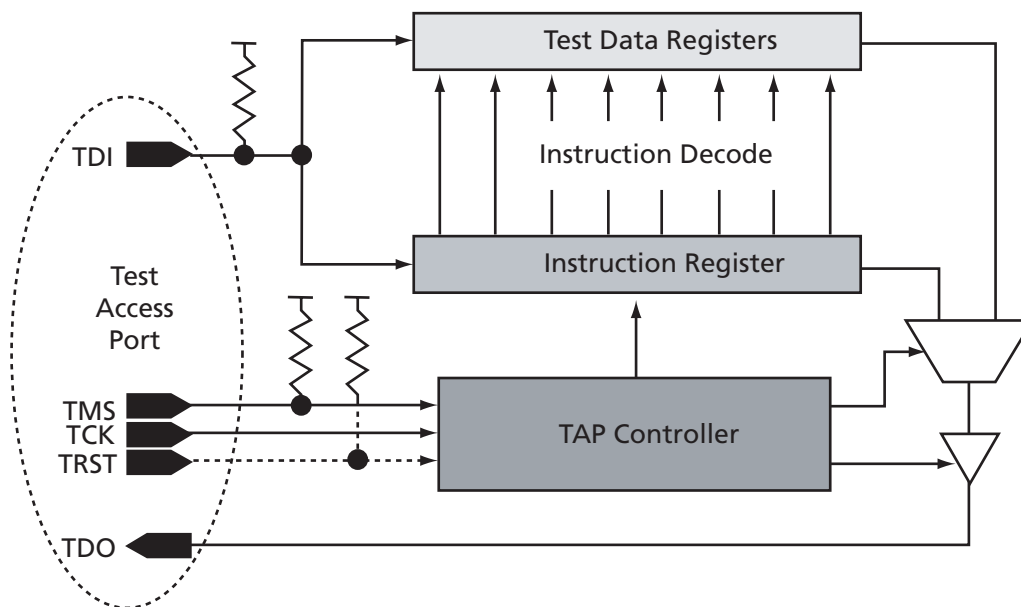 Test Data Registers
TDI
Instruction Decode
Instruction Register
Test
Access
Port
TMS
TCK
TRST
TAP Controller
TDO